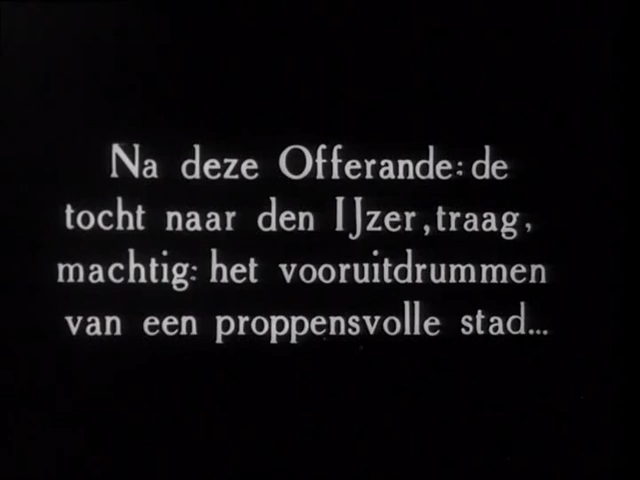 Na deze Offerande: de
tocht naar den IJzer, traag,
machtig: het vooruitdrummen
van een proppensvolle stad...